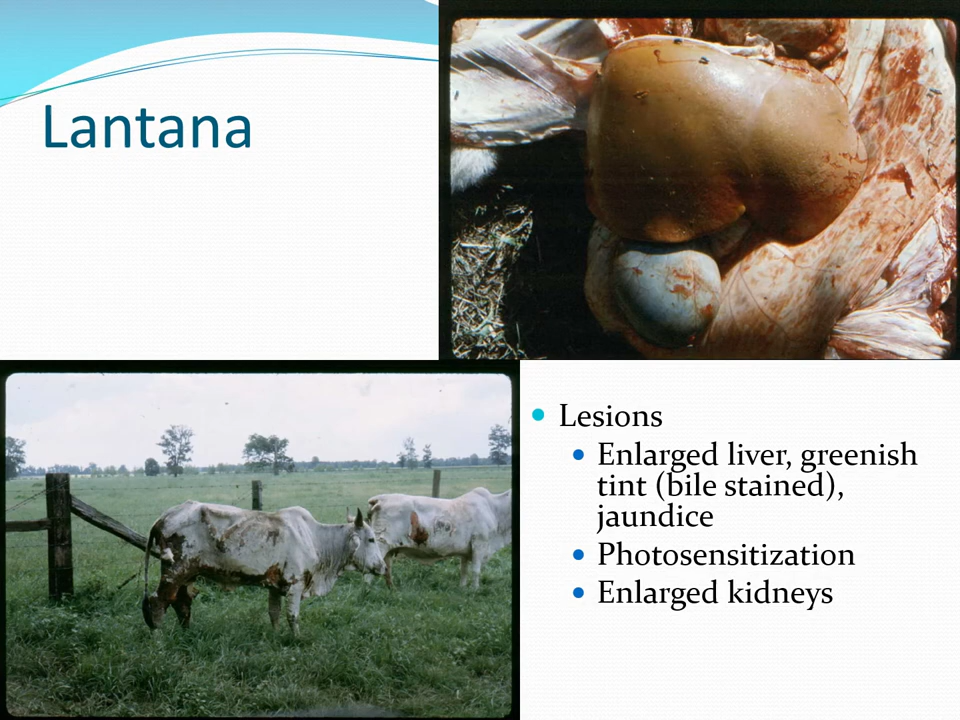 Lantana
Lesions
Enlarged liver, greenish
tint (bile stained),
jaundice
Photosensitization
Enlarged kidneys